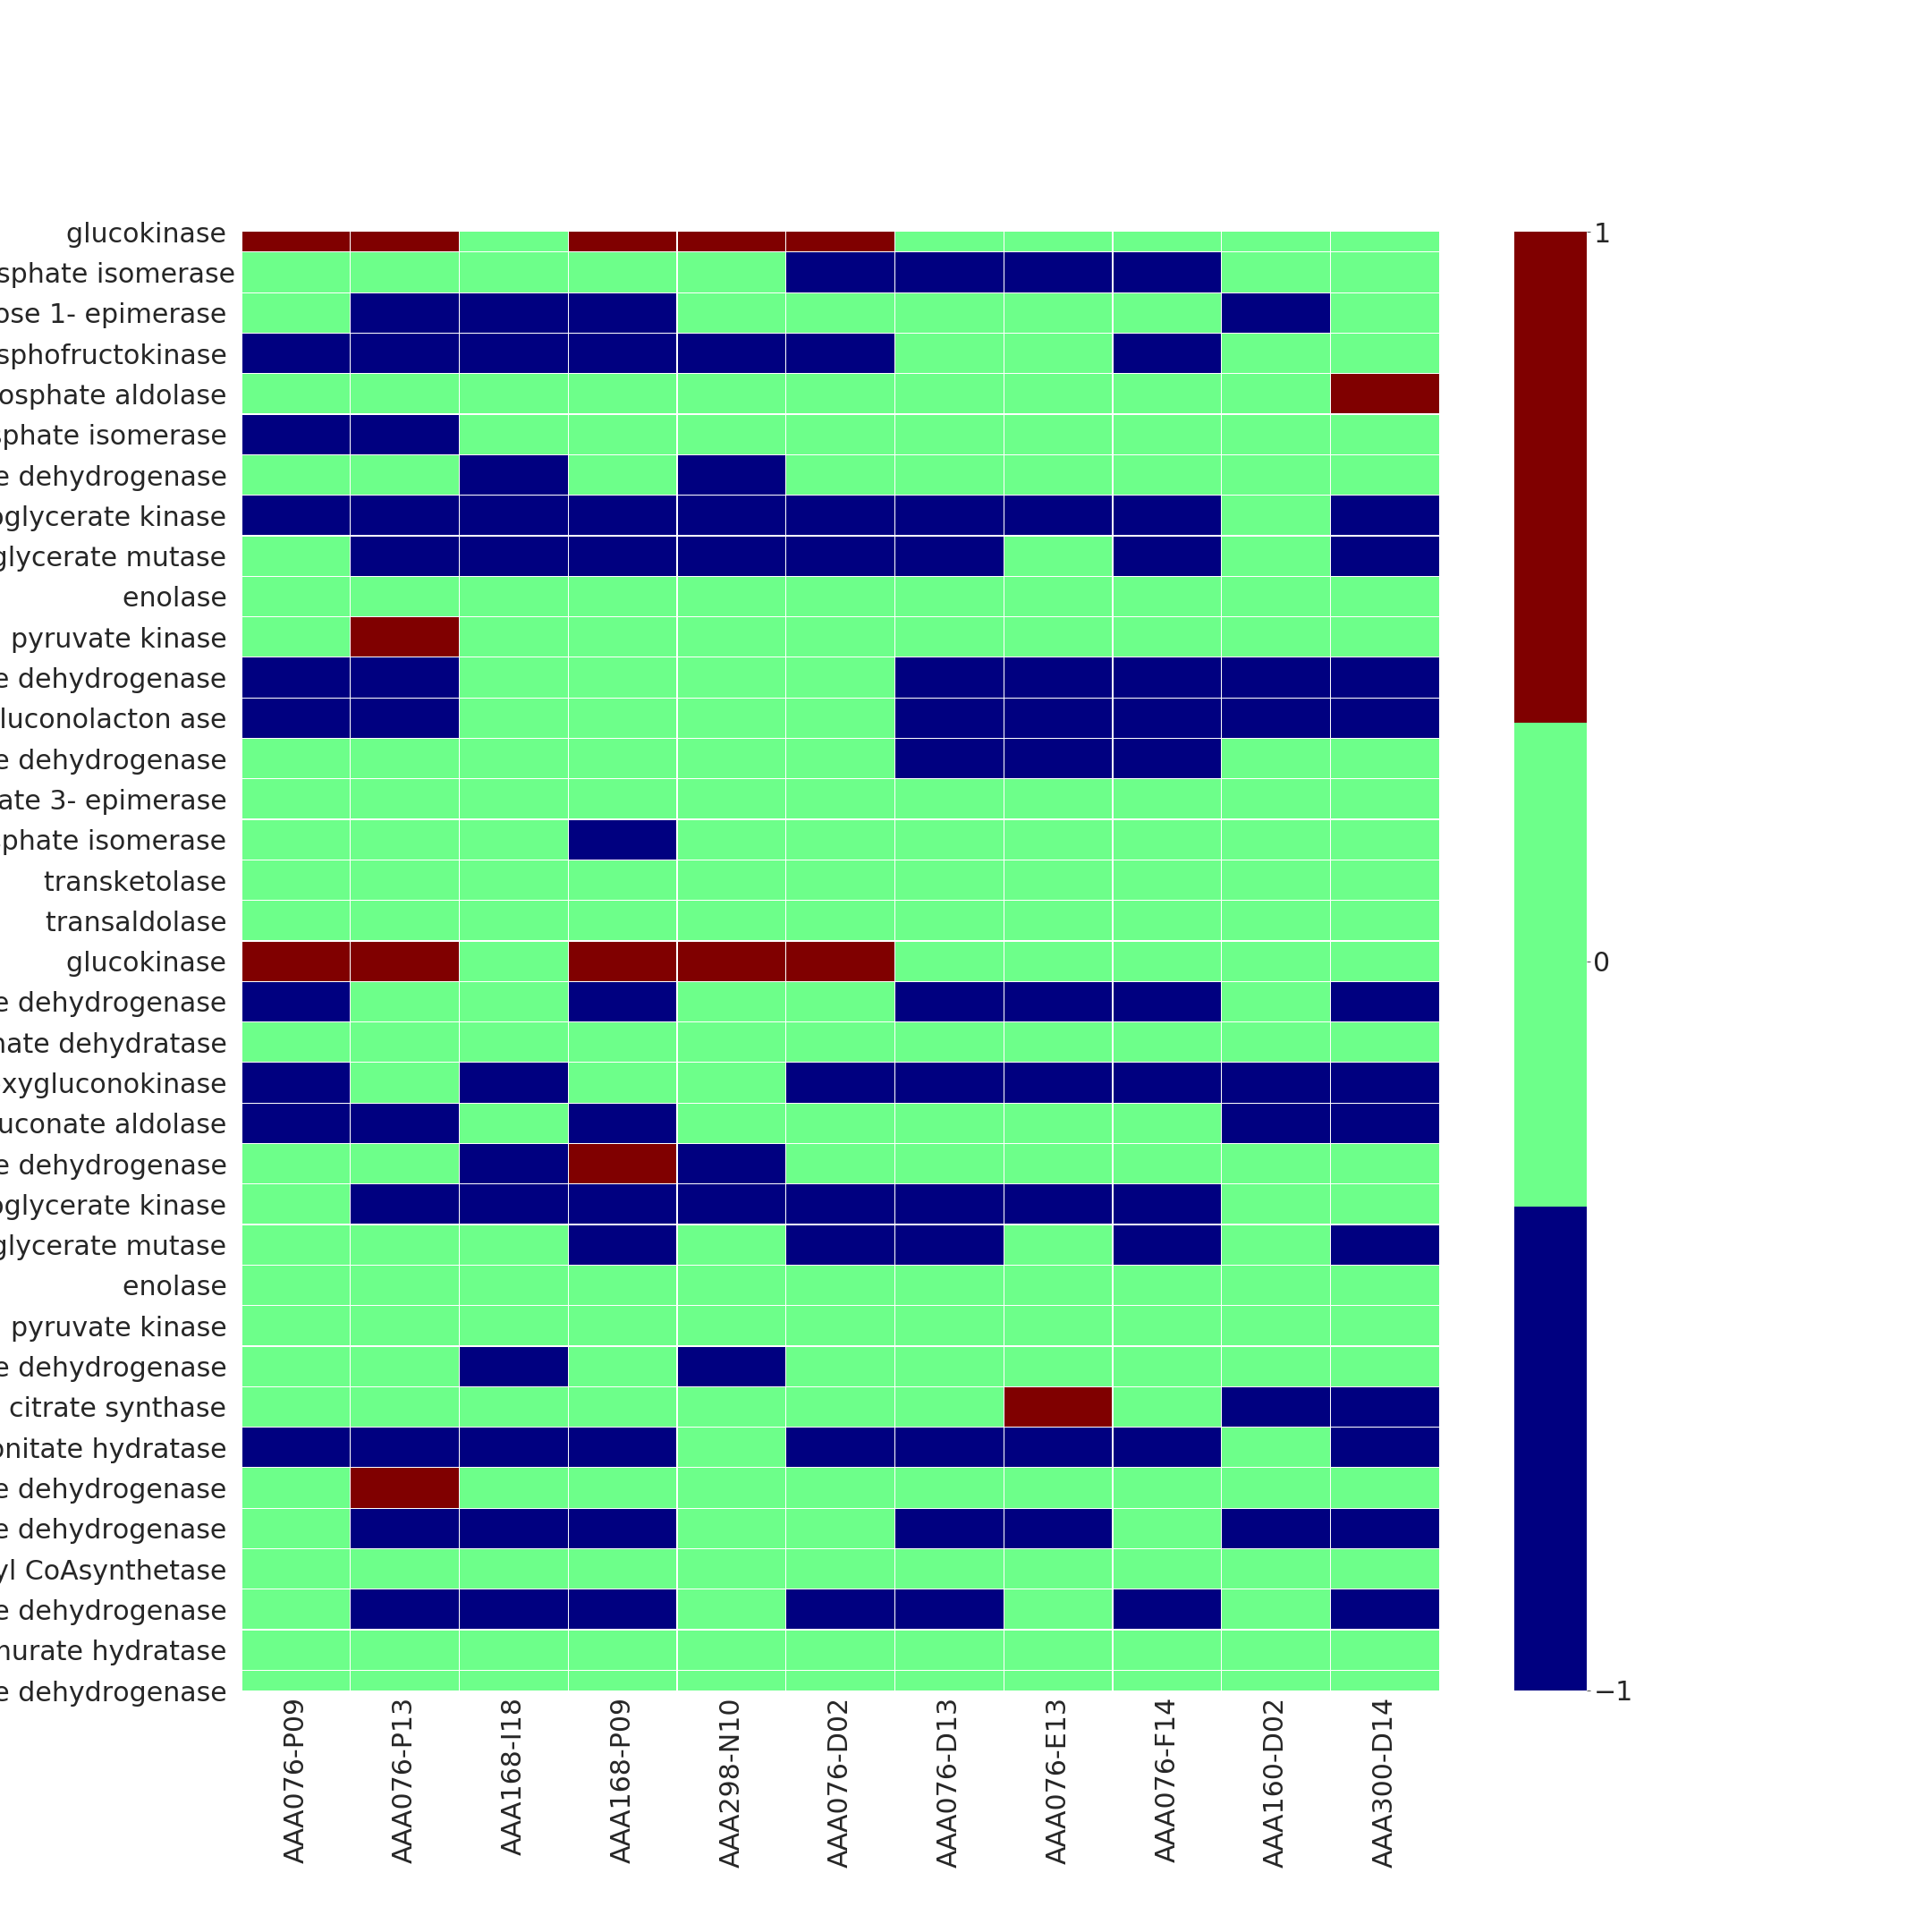 glucokinase
sphate isomerase
ose 1- epimerase
sphofructokinase
osphate aldolase
sphate isomerase
e dehydrogenase
oglycerate kinase
glycerate mutase
enolase
pyruvate kinase
e dehydrogenase
luconolacton ase
e dehydrogenase
ate 3- epimerase
sphate isomerase
transketolase
transaldolase
glucokinase
e dehydrogenase
nate dehydratase
xygluconokinase
uconate aldolase
e dehydrogenase
oglycerate kinase
glycerate mutase
enolase
pyruvate kinase
e dehydrogenase
citrate synthase
onitate hydratase
e dehydrogenase
e dehydrogenase
yl CoAsynthetase
e dehydrogenase
murate hydratase
e dehydrogenase
AAA076-P09
AAA076-P13
AAA168-I18
AAA168-P09
AAA298-N10
AAA076-D02
AAA076-D13
AAA076-E13
AAA076-F14
AAA160-D02
AAA300-D14
1
0
−1